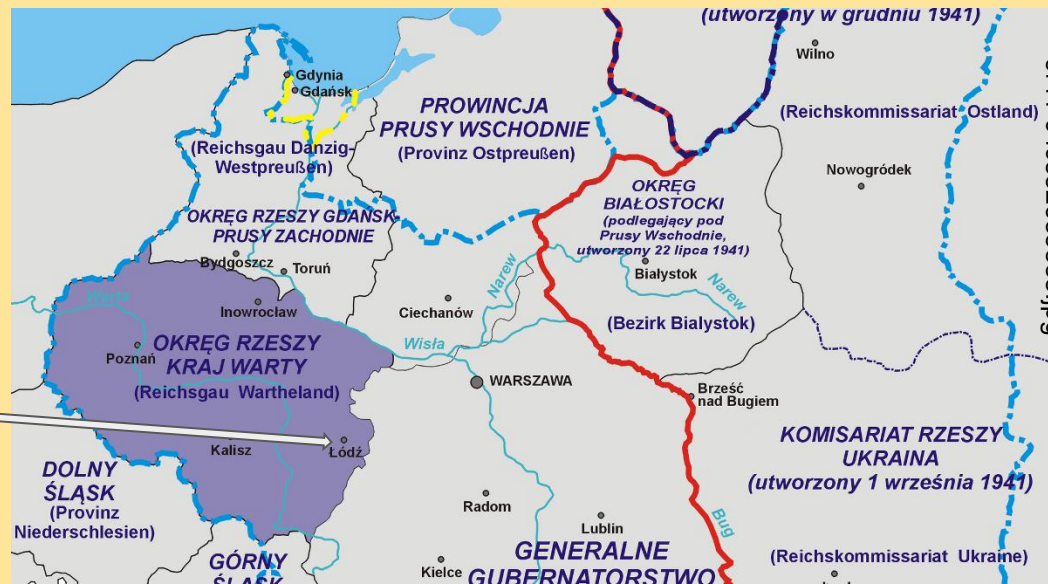 (utworzony w grudniu 1941)
Wilno
Gdynia
Gdańsk
PROWINCJA
PRUSY WSCHODNIE
(Provinz Ostpreußen)
(Reichskommissariat Ostland)
(Reichsgau Danzig-
Westpreußen)
Nowogródek
OKRĘG
BIAŁOSTOCKI
(podlegający pod
Prusy Wschodnie,
utworzony 22 lipca 1941)
OKRĘG RZESZY GDAŃSK-
PRUSY ZACHODNIE
Bydgoszcz
Toruń
Białystok
Narew
Narew
Warta
Inowrocław
Ciechanów
(Bezirk Bialystok)
OKRĘG RZESZY
KRAJ WARTY
(Reichsgau Wartheland)
Poznań
Wisła
WARSZAWA
Brześć
nad Bugiem
Kalisz
Łódź
KOMISARIAT RZESZY
UKRAINA
(utworzony 1 września 1941)
DOLNY
ŚLĄSK
(Provinz
Niederschlesien)
Radom
Lublin
Bug
GÓRNY
ŚLĄSK
Kielce
GENERALNE
GUBERNATORSTWO
(Reichskommissariat Ukraine)